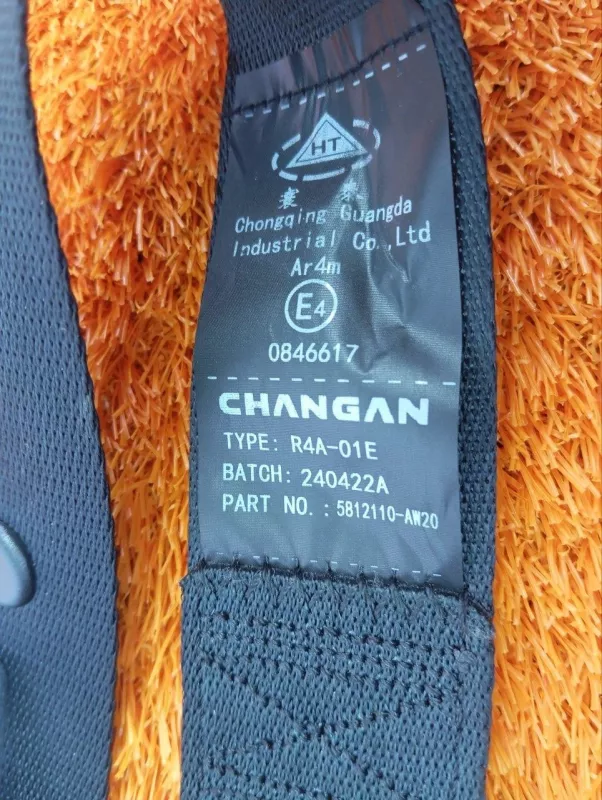 HT
Chongqing Guangda
Industrial Co.,Ltd
Ar4m
E4
0846617
CHANGAN
TYPE: R4A-01E
BATCH: 240422A
PART NO.: 5812110-AW20